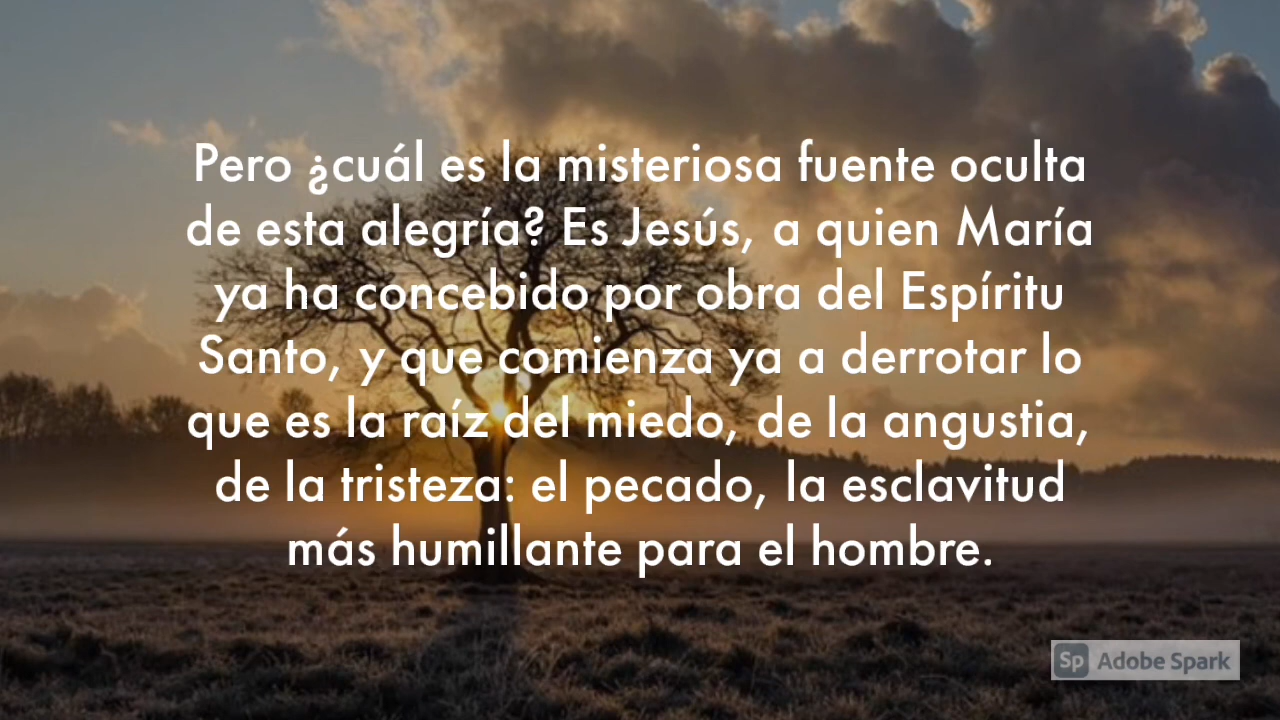 Pero ¿cuál es la misteriosa fuente oculta
de esta alegría? Es Jesús, a quien María
ya ha concebido por obra del Espíritu
Santo, y que comienza ya a derrotar lo
que es la raíz del miedo, de la angustia,
de la tristeza: el pecado, la esclavitud
más humillante para el hombre.
Sp Adobe Spark